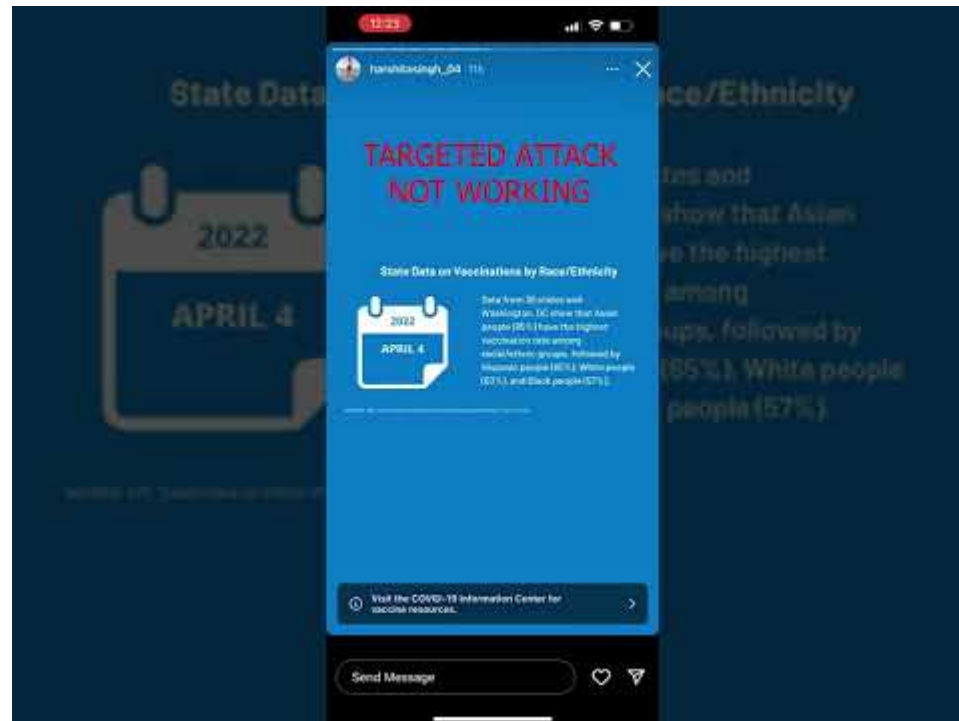 12:23
harshitasingh_04 11h
TARGETED ATTACK
NOT WORKING
State Data on Vaccinations by Race/Ethnicity
2022
APRIL 4
Data from 38 states and
Washington, DC show that Asian
people (85%) have the highest
vaccination rate among
racial/ethnic groups, followed by
Hispanic people (65%), White people
(63%), and Black people (57%).
Visit the COVID-19 Information Center for
vaccine resources.
Send Message
State Data
ce/Ethnicity
2022
APRIL 4
tes and
show that Asian
ve the highest
among
ups, followed by
(65%), White people
people (57%).